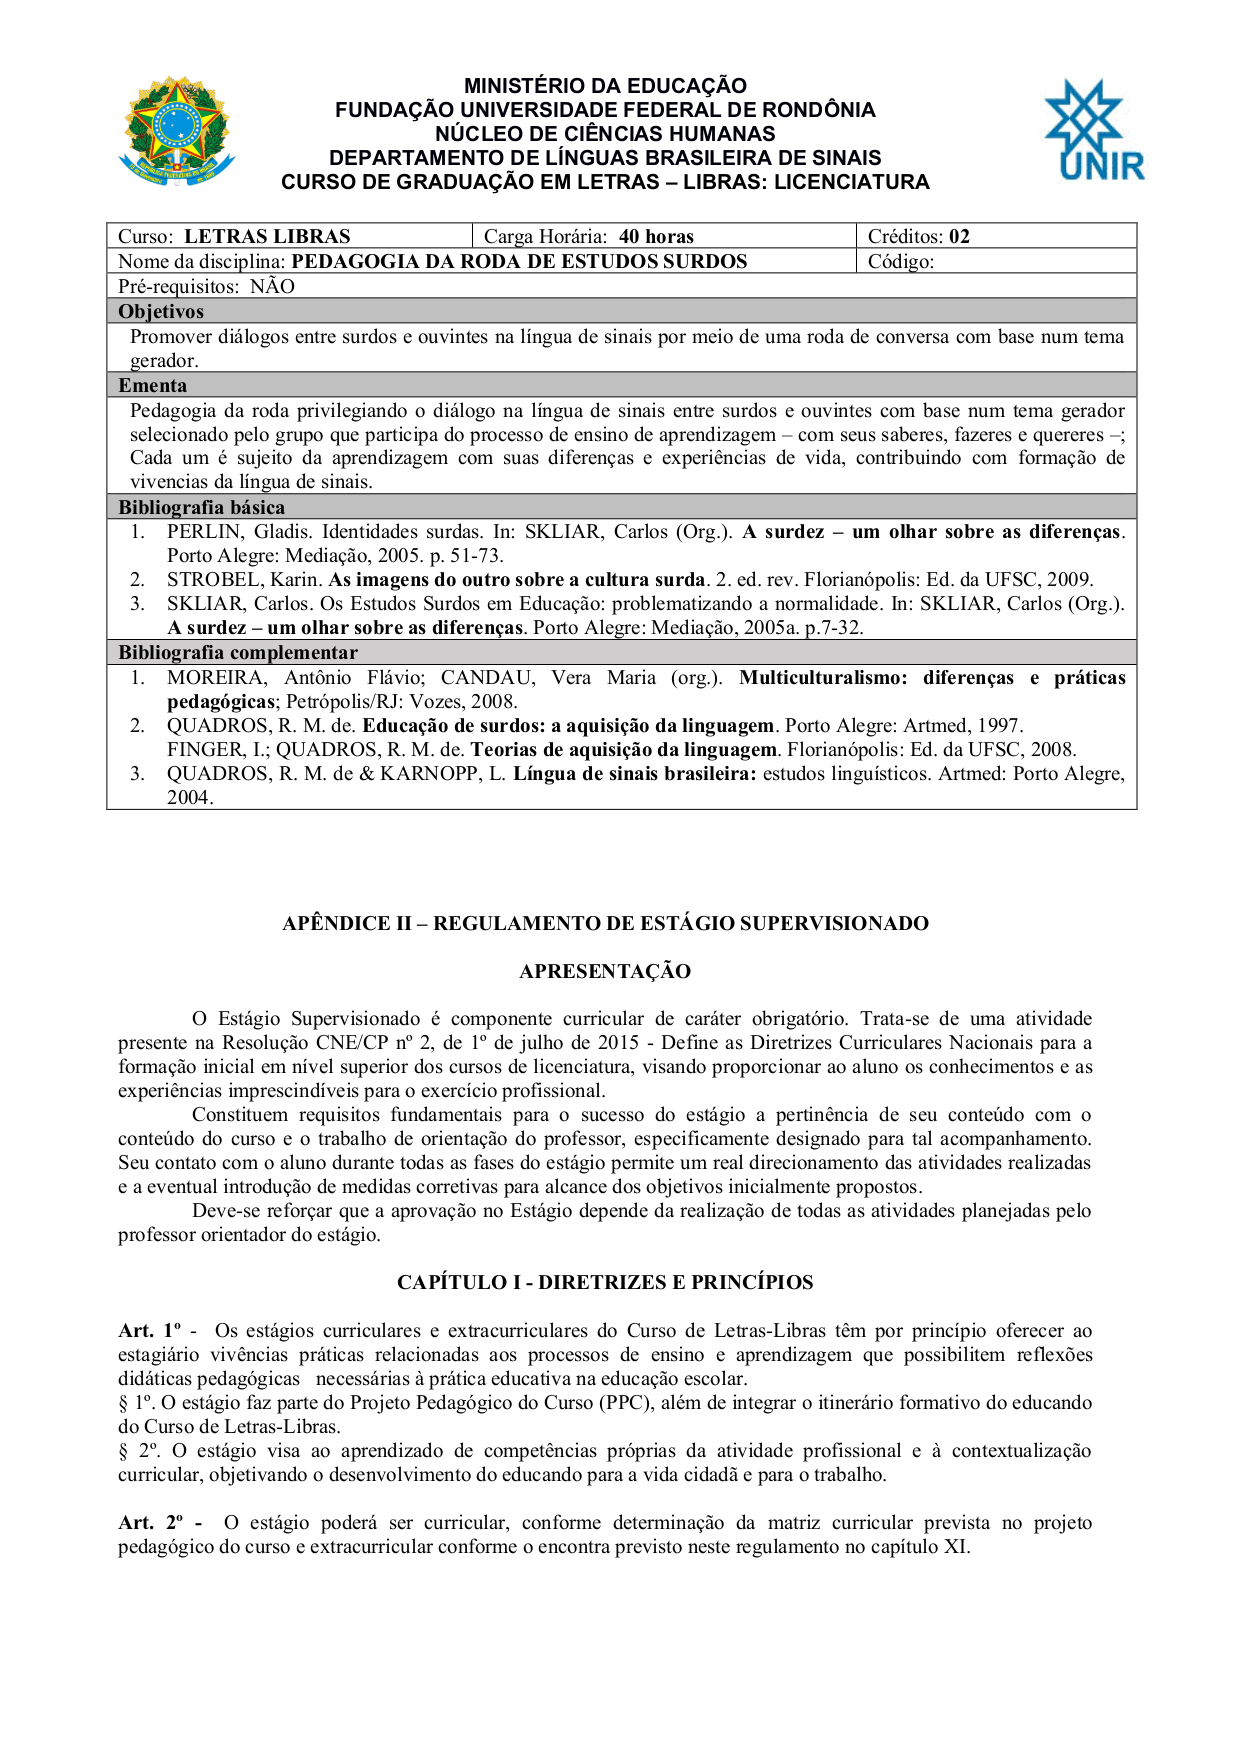 MINISTÉRIO DA EDUCAÇÃO
FUNDAÇÃO UNIVERSIDADE FEDERAL DE RONDÔNIA
NÚCLEO DE CIÊNCIAS HUMANAS
DEPARTAMENTO DE LÍNGUAS BRASILEIRA DE SINAIS
CURSO DE GRADUAÇÃO EM LETRAS – LIBRAS: LICENCIATURA
UNIR
Curso: LETRAS LIBRAS Carga Horária: 40 horas Créditos: 02
Nome da disciplina: PEDAGOGIA DA RODA DE ESTUDOS SURDOS Código:
Pré-requisitos: NÃO
Objetivos
Promover diálogos entre surdos e ouvintes na língua de sinais por meio de uma roda de conversa com base num tema
gerador.
Ementa
Pedagogia da roda privilegiando o diálogo na língua de sinais entre surdos e ouvintes com base num tema gerador
selecionado pelo grupo que participa do processo de ensino de aprendizagem – com seus saberes, fazeres e quereres –;
Cada um é sujeito da aprendizagem com suas diferenças e experiências de vida, contribuindo com formação de
vivencias da língua de sinais.
Bibliografia básica
1. PERLIN, Gladis. Identidades surdas. In: SKLIAR, Carlos (Org.). A surdez – um olhar sobre as diferenças.
Porto Alegre: Mediação, 2005. p. 51-73.
2. STROBEL, Karin. As imagens do outro sobre a cultura surda. 2. ed. rev. Florianópolis: Ed. da UFSC, 2009.
3. SKLIAR, Carlos. Os Estudos Surdos em Educação: problematizando a normalidade. In: SKLIAR, Carlos (Org.).
A surdez – um olhar sobre as diferenças. Porto Alegre: Mediação, 2005a. p.7-32.
Bibliografia complementar
1. MOREIRA, Antônio Flávio; CANDAU, Vera Maria (org.). Multiculturalismo: diferenças e práticas
pedagógicas; Petrópolis/RJ: Vozes, 2008.
2. QUADROS, R. M. de. Educação de surdos: a aquisição da linguagem. Porto Alegre: Artmed, 1997.
FINGER, I.; QUADROS, R. M. de. Teorias de aquisição da linguagem. Florianópolis: Ed. da UFSC, 2008.
3. QUADROS, R. M. de & KARNOPP, L. Língua de sinais brasileira: estudos linguísticos. Artmed: Porto Alegre,
2004.
APÊNDICE II – REGULAMENTO DE ESTÁGIO SUPERVISIONADO
APRESENTAÇÃO
O Estágio Supervisionado é componente curricular de caráter obrigatório. Trata-se de uma atividade
presente na Resolução CNE/CP nº 2, de 1º de julho de 2015 - Define as Diretrizes Curriculares Nacionais para a
formação inicial em nível superior dos cursos de licenciatura, visando proporcionar ao aluno os conhecimentos e as
experiências imprescindíveis para o exercício profissional.
Constituem requisitos fundamentais para o sucesso do estágio a pertinência de seu conteúdo com o
conteúdo do curso e o trabalho de orientação do professor, especificamente designado para tal acompanhamento.
Seu contato com o aluno durante todas as fases do estágio permite um real direcionamento das atividades realizadas
e a eventual introdução de medidas corretivas para alcance dos objetivos inicialmente propostos.
Deve-se reforçar que a aprovação no Estágio depende da realização de todas as atividades planejadas pelo
professor orientador do estágio.
CAPÍTULO I - DIRETRIZES E PRINCÍPIOS
Art. 1º - Os estágios curriculares e extracurriculares do Curso de Letras-Libras têm por princípio oferecer ao
estagiário vivências práticas relacionadas aos processos de ensino e aprendizagem que possibilitem reflexões
didáticas pedagógicas necessárias à prática educativa na educação escolar.
§ 1º. O estágio faz parte do Projeto Pedagógico do Curso (PPC), além de integrar o itinerário formativo do educando
do Curso de Letras-Libras.
§ 2º. O estágio visa ao aprendizado de competências próprias da atividade profissional e à contextualização
curricular, objetivando o desenvolvimento do educando para a vida cidadã e para o trabalho.
Art. 2º - O estágio poderá ser curricular, conforme determinação da matriz curricular prevista no projeto
pedagógico do curso e extracurricular conforme o encontra previsto neste regulamento no capítulo XI.